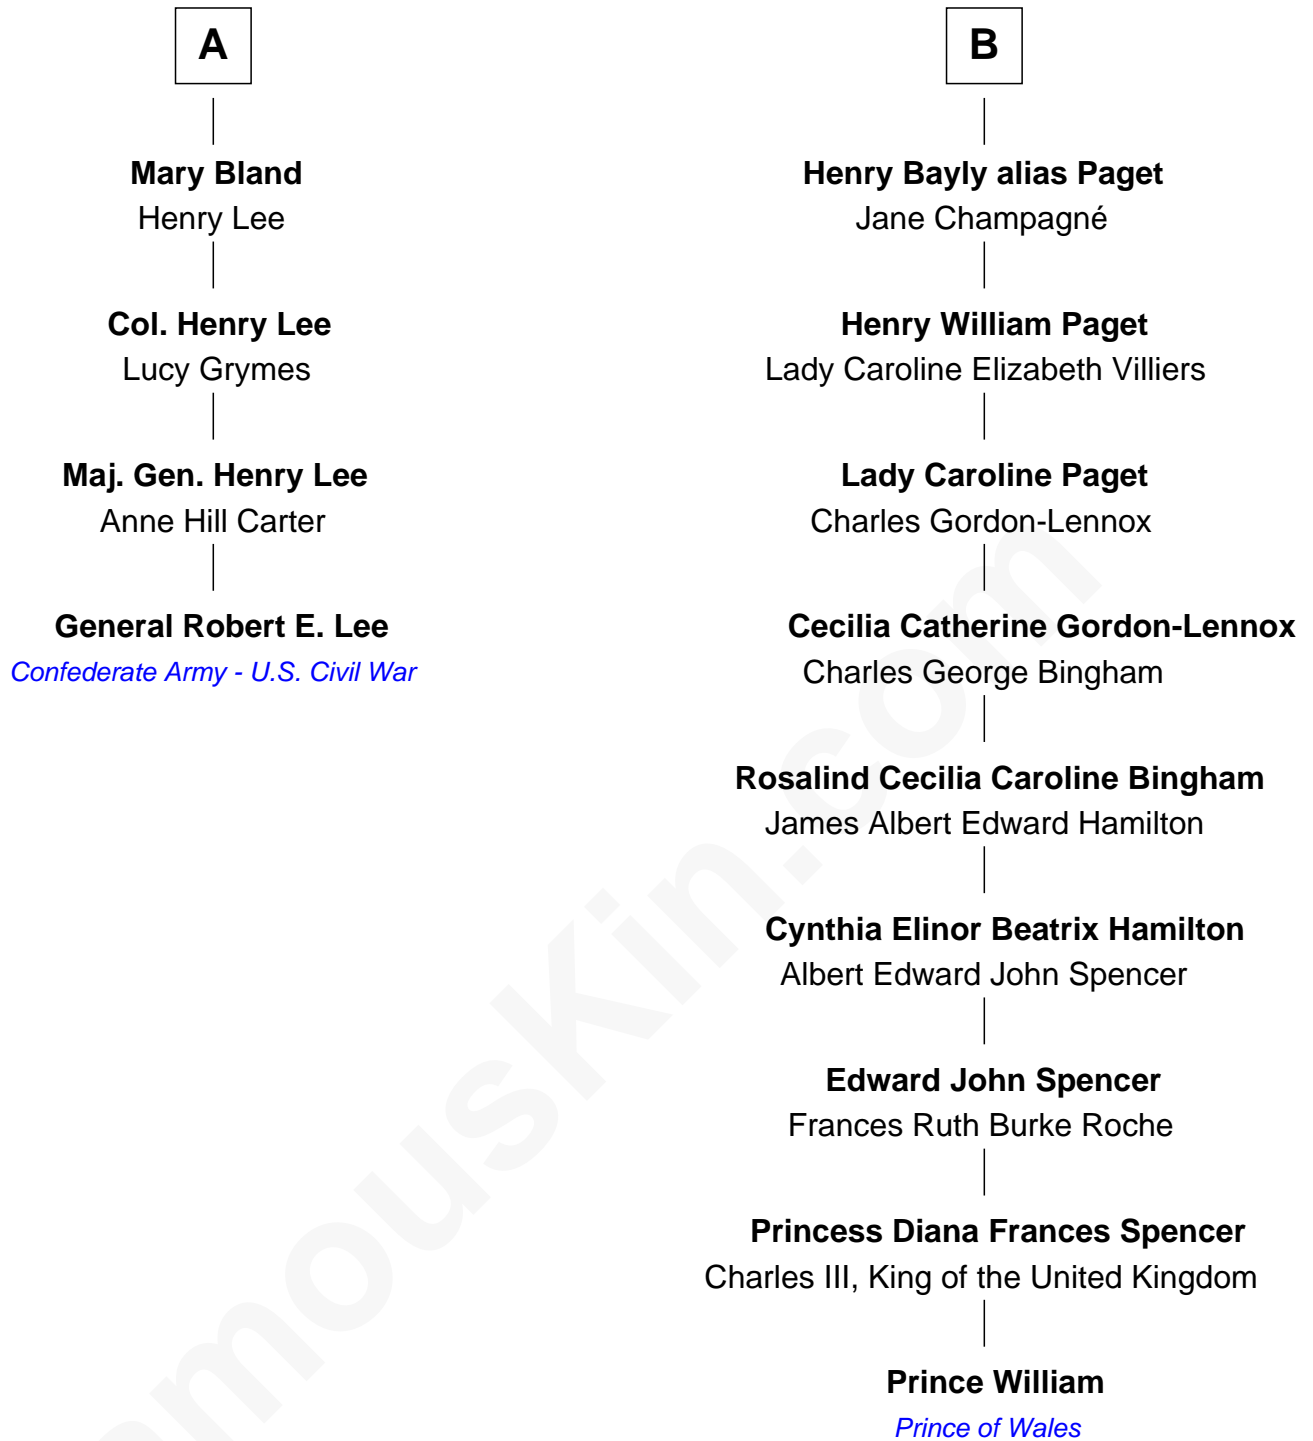 A
Mary Bland
Henry Lee
Col. Henry Lee
Lucy Grymes
Maj. Gen. Henry Lee
Anne Hill Carter
General Robert E. Lee
Confederate Army - U.S. Civil War
B
Henry Bayly alias Paget
Jane Champagné
Henry William Paget
Lady Caroline Elizabeth Villiers
Lady Caroline Paget
Charles Gordon-Lennox
Cecilia Catherine Gordon-Lennox
Charles George Bingham
Rosalind Cecilia Caroline Bingham
James Albert Edward Hamilton
Cynthia Elinor Beatrix Hamilton
Albert Edward John Spencer
Edward John Spencer
Frances Ruth Burke Roche
Princess Diana Frances Spencer
Charles III, King of the United Kingdom
Prince William
Prince of Wales
amouskin.com